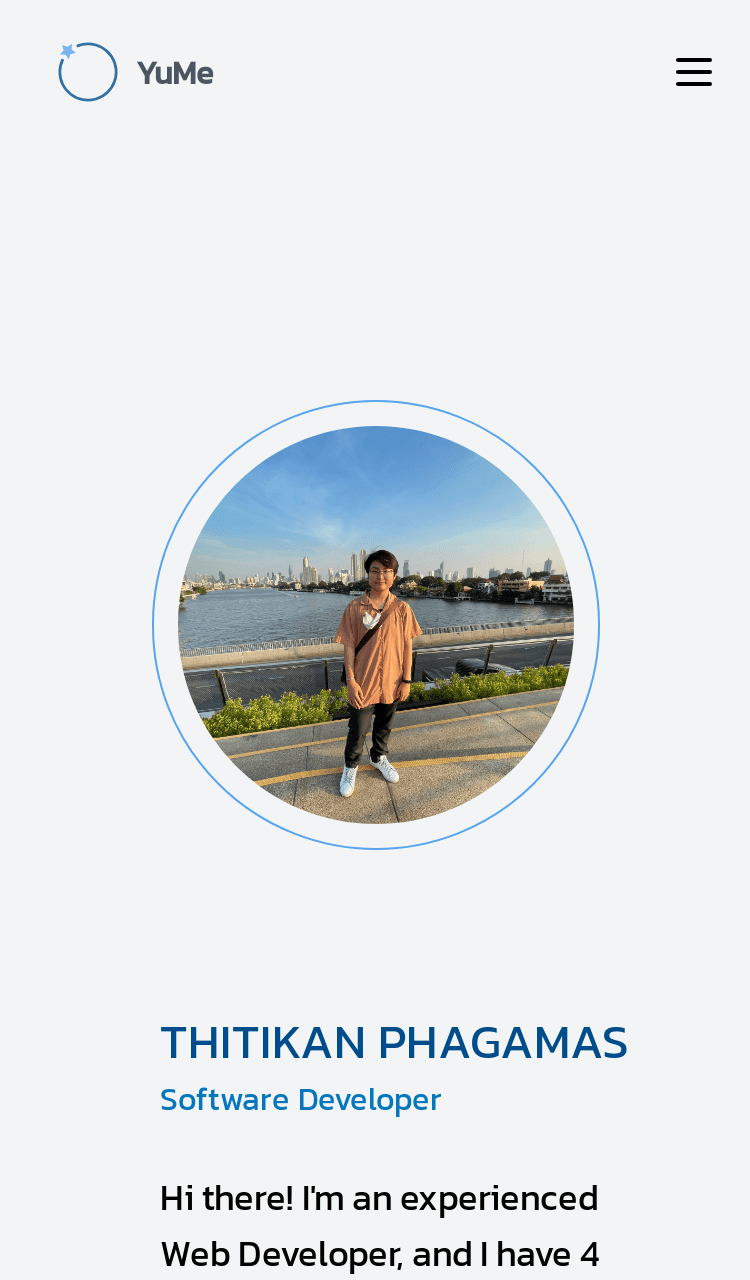 YuMe
THITIKAN PHAGAMAS
Software Developer
Hi there! I'm an experienced
Web Developer, and I have 4